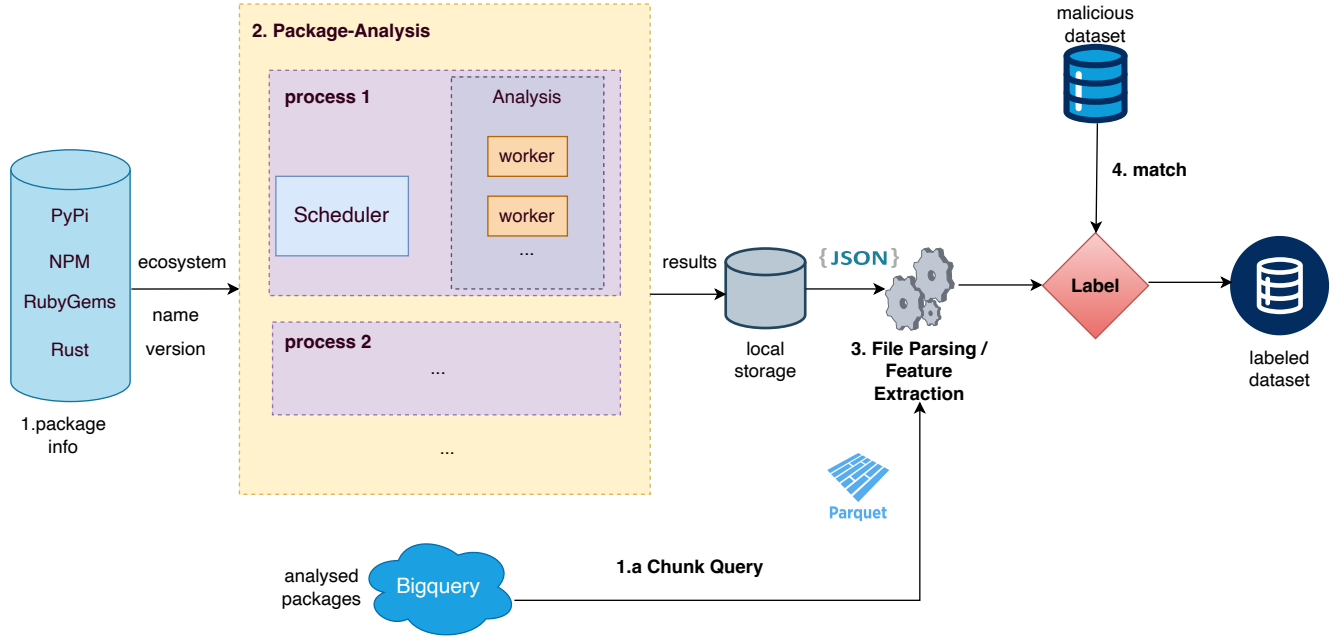 1.package
info
PyPi
NPM
RubyGems
Rust
ecosystem
name
version
2. Package-Analysis
process 1
Scheduler
Analysis
worker
worker
...
process 2
...
...
results
local
storage
{JSON}
3. File Parsing /
Feature
Extraction
malicious
dataset
4. match
Label
labeled
dataset
Parquet
1.a Chunk Query
analysed
packages
Bigquery